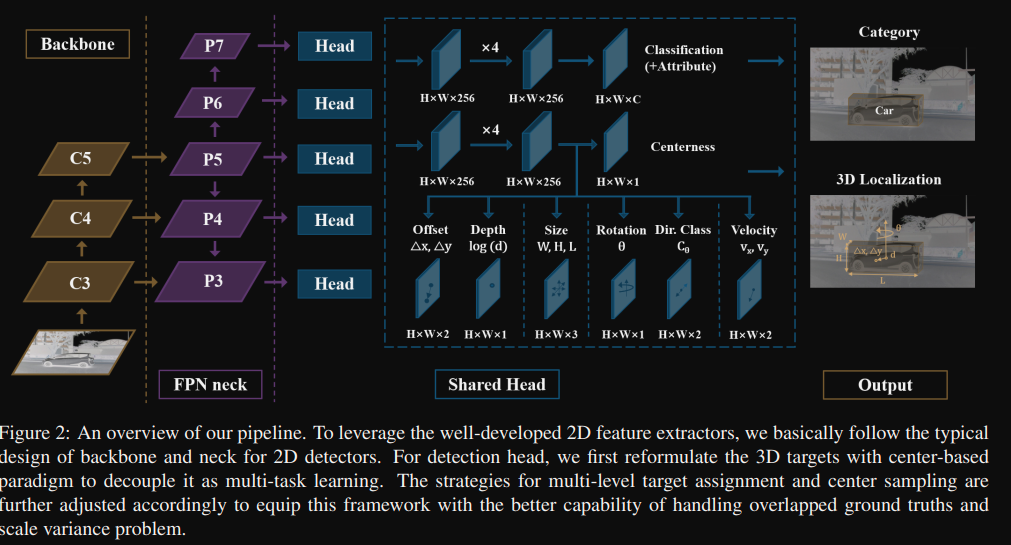 Backbone
C5
C4
C3
P7
P6
P5
P4
P3
FPN neck
Head
Head
Head
Head
Head
×4
Classification
(+Attribute)
H×W×256
H×W×256
H×W×C
×4
Centerness
H×W×256
H×W×256
H×W×1
Offset
△x, △y
H×W×2
Depth
log (d)
H×W×1
Size
W, H, L
H×W×3
Rotation
θ
H×W×1
Dir. Class
Cθ
H×W×2
Velocity
vx, vy
H×W×2
Shared Head
Category
Car
3D Localization
θ
W
△x, △y
d
H
L
Output
Figure 2: An overview of our pipeline. To leverage the well-developed 2D feature extractors, we basically follow the typical
design of backbone and neck for 2D detectors. For detection head, we first reformulate the 3D targets with center-based
paradigm to decouple it as multi-task learning. The strategies for multi-level target assignment and center sampling are
further adjusted accordingly to equip this framework with the better capability of handling overlapped ground truths and
scale variance problem.